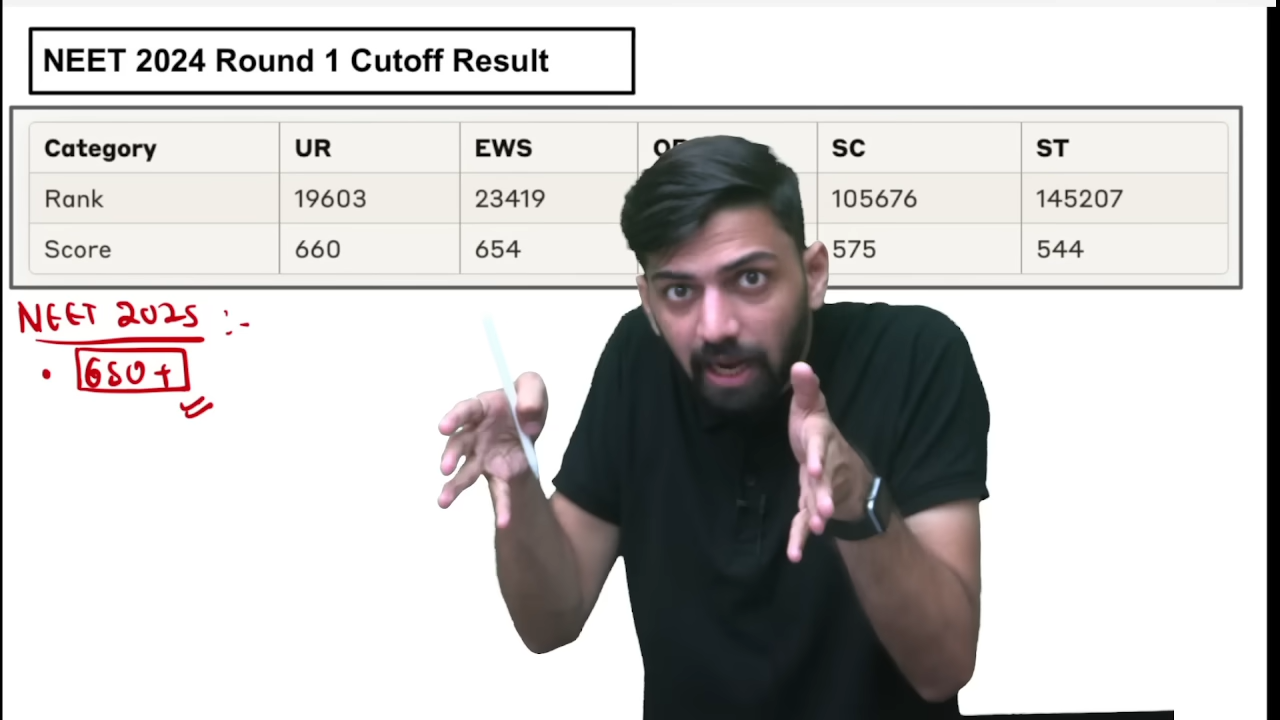 NEET 2024 Round 1 Cutoff Result
Category UR EWS SC ST
Rank 19603 23419 105676 145207
Score 660 654 575 544
NEET 2025 :-
• 650+